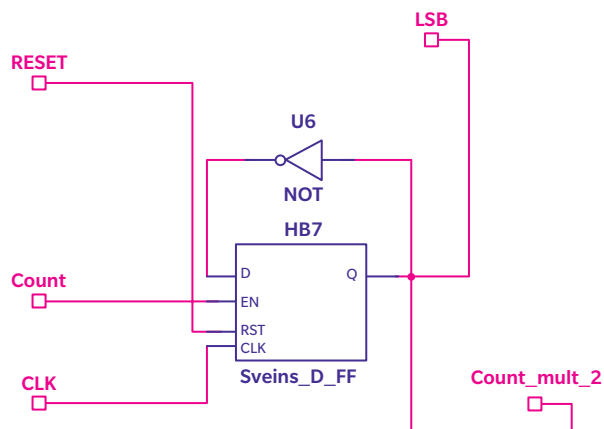 LSB
RESET
U6
NOT
HB7
D
Q
Count
EN
RST
CLK
Sveins_D_FF
CLK
Count_mult_2